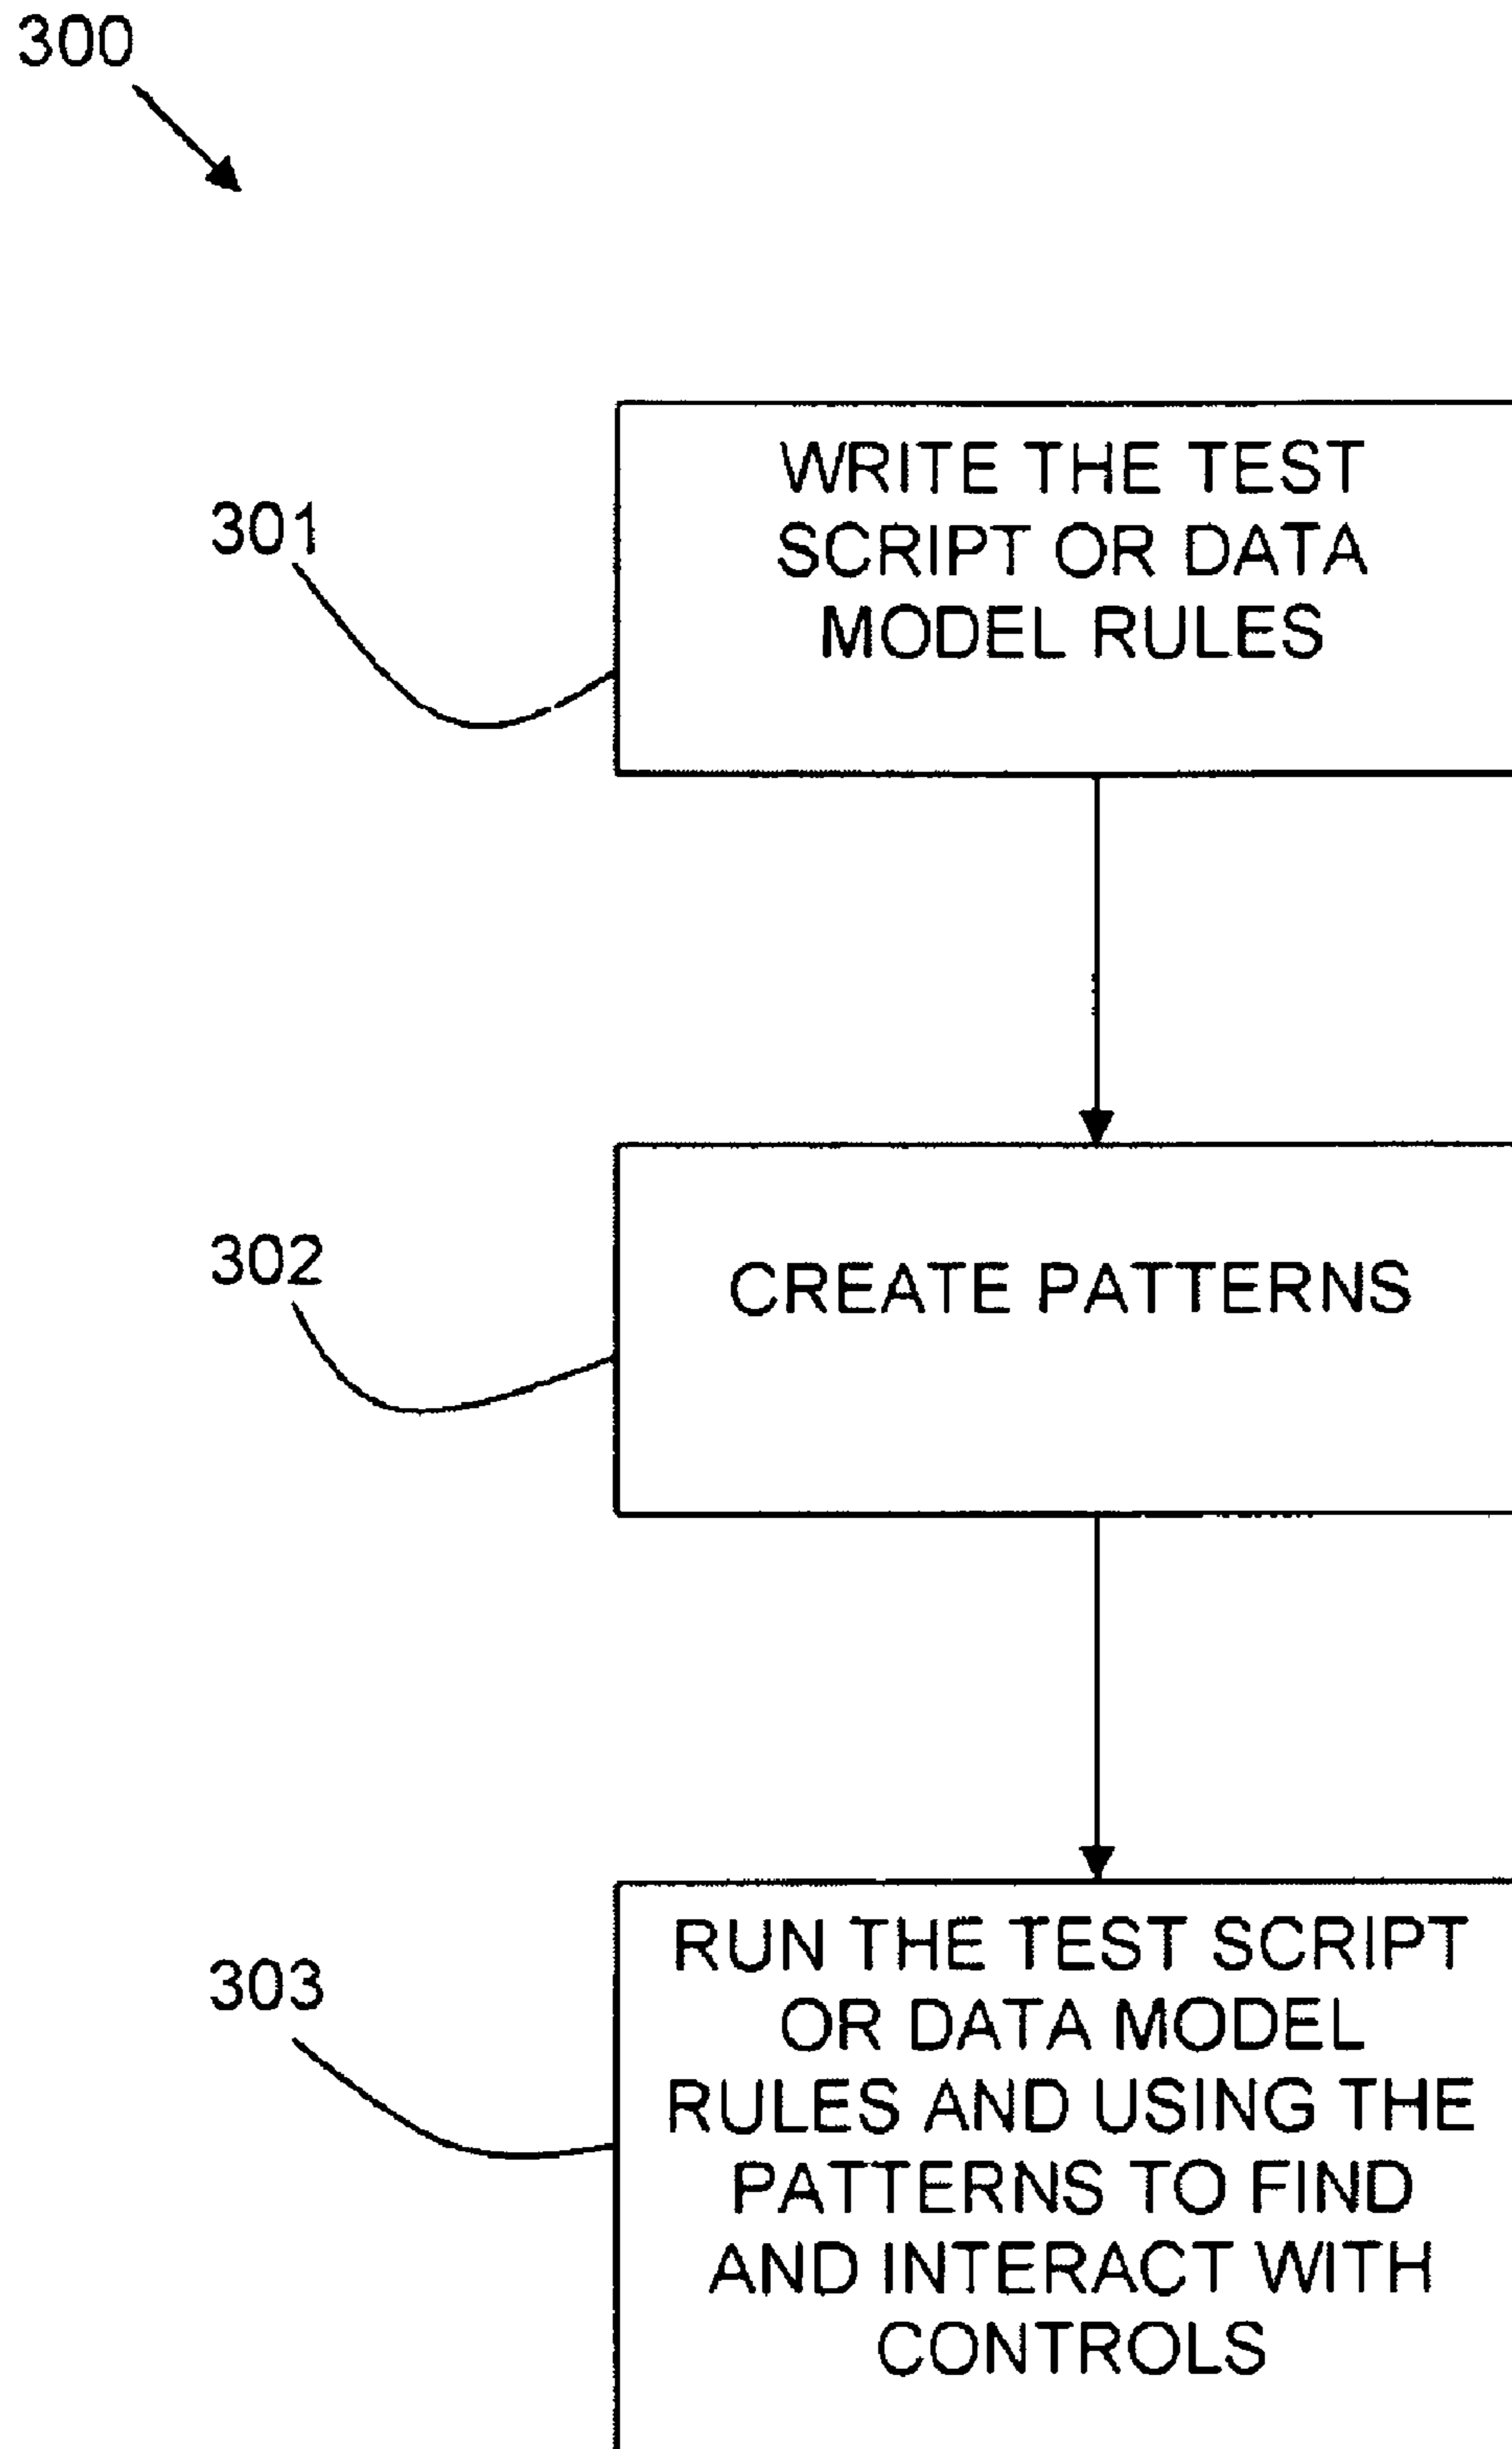 300
301
WRITE THE TEST
SCRIPT OR DATA
MODEL RULES
302
CREATE PATTERNS
303
RUN THE TEST SCRIPT
OR DATA MODEL
RULES AND USING THE
PATTERNS TO FIND
AND INTERACT WITH
CONTROLS